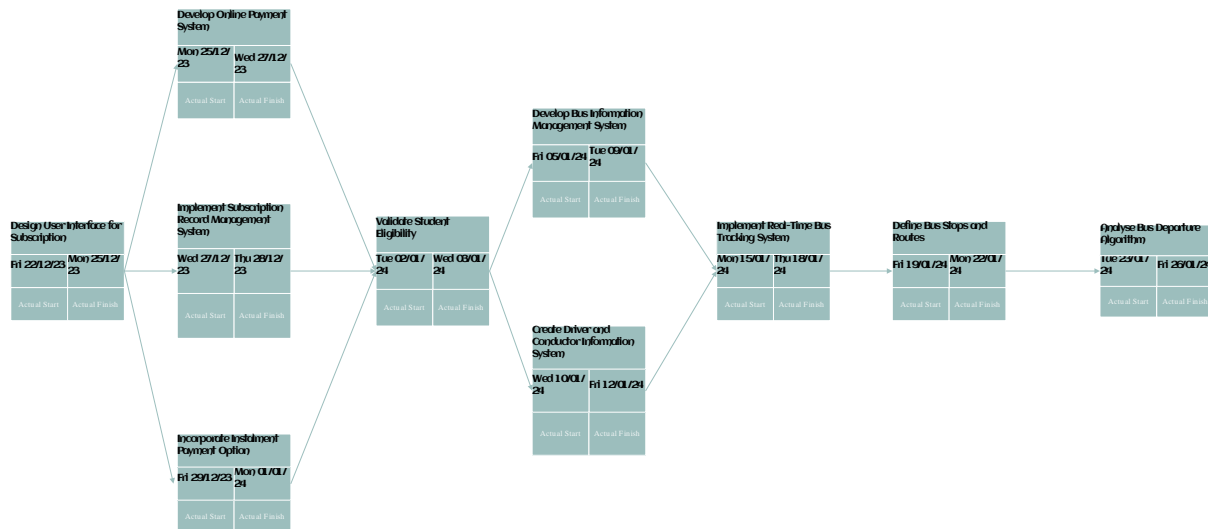 Develop Online Payment
System
Mon 25/12/
23
Wed 27/12/
23
Actual Start
Actual Finish
Design User Interface for
Subscription
Fri 22/12/23
Mon 25/12/
23
Actual Start
Actual Finish
Implement Subscription
Record Management
System
Wed 27/12/
23
Thu 28/12/
23
Actual Start
Actual Finish
Incorporate Instalment
Payment Option
Fri 29/12/23
Mon 01/01/
24
Actual Start
Actual Finish
Validate Student
Eligibility
Tue 02/01/
24
Wed 03/01/
24
Actual Start
Actual Finish
Develop Bus Information
Management System
Fri 05/01/24
Tue 09/01/
24
Actual Start
Actual Finish
Create Driver and
Conductor Information
System
Wed 10/01/
24
Fri 12/01/24
Actual Start
Actual Finish
Implement Real-Time Bus
Tracking System
Mon 15/01/
24
Thu 18/01/
24
Actual Start
Actual Finish
Define Bus Stops and
Routes
Fri 19/01/24
Mon 22/01/
24
Actual Start
Actual Finish
Analyse Bus Departure
Algorithm
Tue 23/01/
24
Fri 26/01/24
Actual Start
Actual Finish